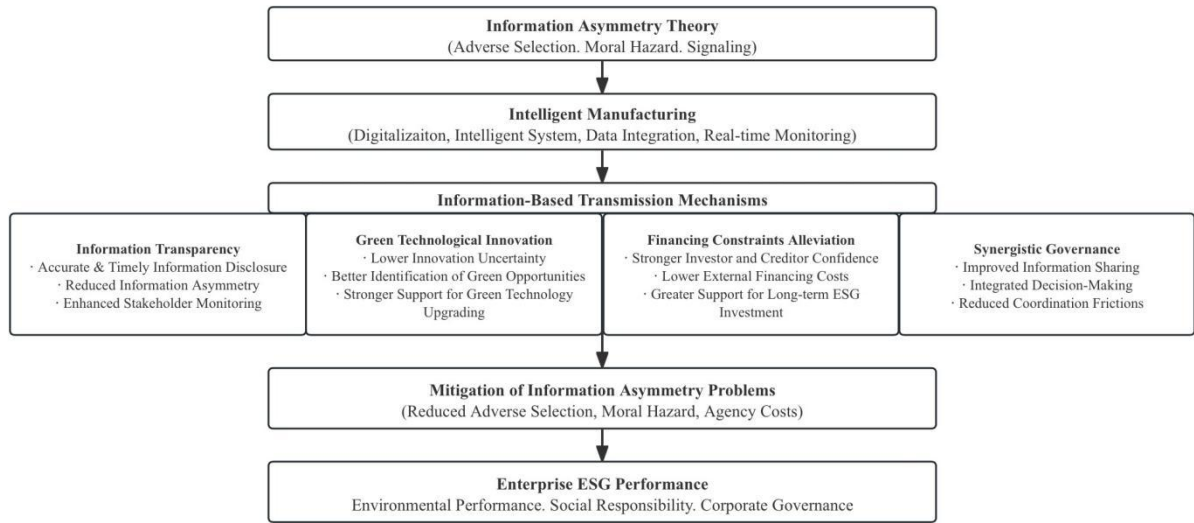 Information Asymmetry Theory
(Adverse Selection. Moral Hazard. Signaling)
Intelligent Manufacturing
(Digitalizaiton, Intelligent System, Data Integration, Real-time Monitoring)
Information-Based Transmission Mechanisms
Information Transparency
· Accurate & Timely Information Disclosure
· Reduced Information Asymmetry
· Enhanced Stakeholder Monitoring
Green Technological Innovation
· Lower Innovation Uncertainty
· Better Identification of Green Opportunities
· Stronger Support for Green Technology
Upgrading
Financing Constraints Alleviation
· Stronger Investor and Creditor Confidence
· Lower External Financing Costs
· Greater Support for Long-term ESG
Investment
Synergistic Governance
· Improved Information Sharing
· Integrated Decision-Making
· Reduced Coordination Frictions
Mitigation of Information Asymmetry Problems
(Reduced Adverse Selection, Moral Hazard, Agency Costs)
Enterprise ESG Performance
Environmental Performance. Social Responsibility. Corporate Governance